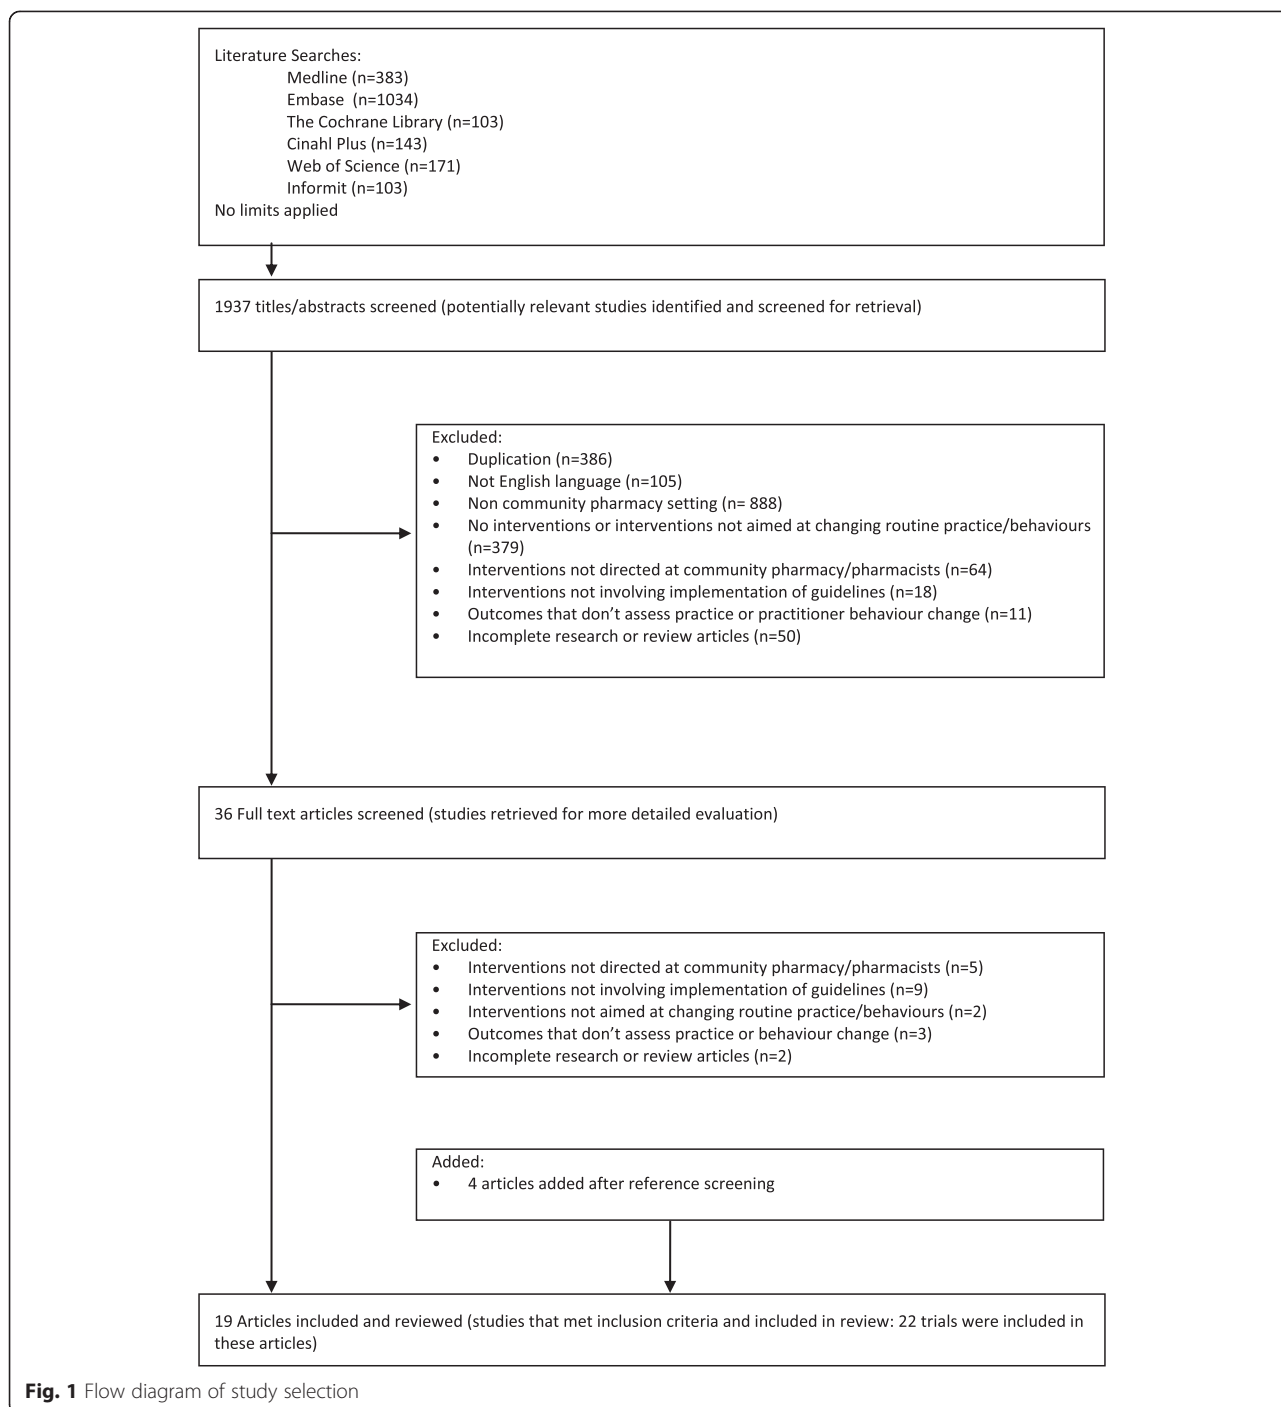 Literature Searches:
Medline (n=383)
Embase (n=1034)
The Cochrane Library (n=103)
Cinahl Plus (n=143)
Web of Science (n=171)
Informit (n=103)
No limits applied
1937 titles/abstracts screened (potentially relevant studies identified and screened for retrieval)
Excluded:
• Duplication (n=386)
• Not English language (n=105)
• Non community pharmacy setting (n= 888)
• No interventions or interventions not aimed at changing routine practice/behaviours
(n=379)
• Interventions not directed at community pharmacy/pharmacists (n=64)
• Interventions not involving implementation of guidelines (n=18)
• Outcomes that don't assess practice or practitioner behaviour change (n=11)
• Incomplete research or review articles (n=50)
36 Full text articles screened (studies retrieved for more detailed evaluation)
Excluded:
• Interventions not directed at community pharmacy/pharmacists (n=5)
• Interventions not involving implementation of guidelines (n=9)
• Interventions not aimed at changing routine practice/behaviours (n=2)
• Outcomes that don't assess practice or behaviour change (n=3)
• Incomplete research or review articles (n=2)
Added:
• 4 articles added after reference screening
19 Articles included and reviewed (studies that met inclusion criteria and included in review: 22 trials were included in
these articles)
Fig. 1 Flow diagram of study selection